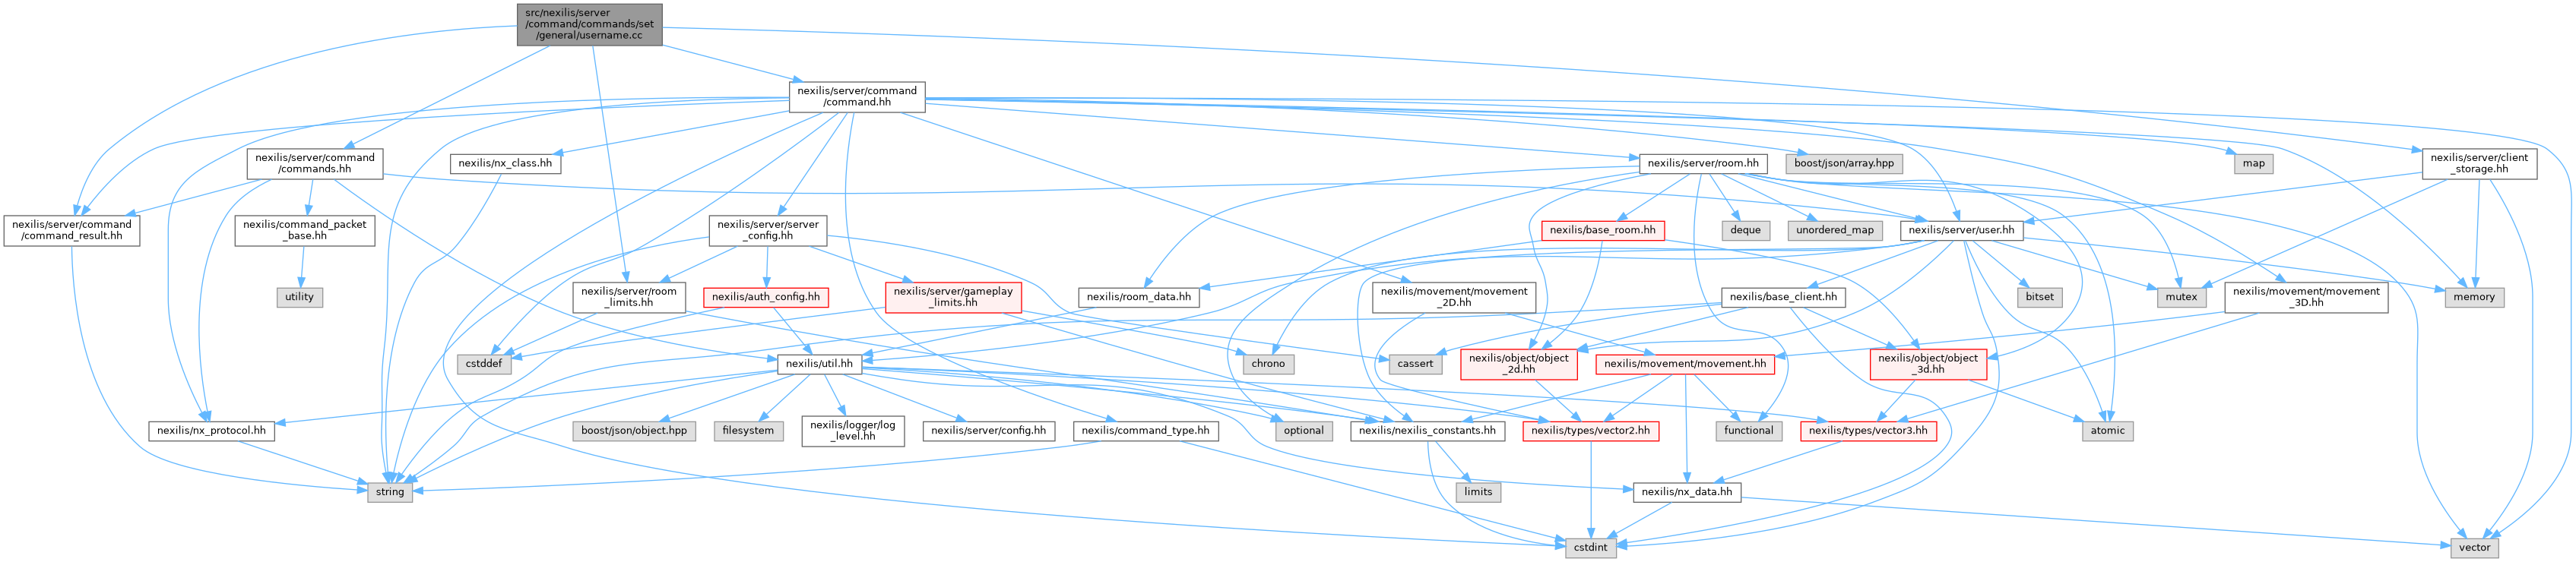 src/nexilis/server
/command/commands/set
/general/username.cc
nexilis/server/command
/command.hh
nexilis/server/command
/commands.hh
nexilis/nx_class.hh
nexilis/server/room.hh
boost/json/array.hpp
map
nexilis/server/client
_storage.hh
nexilis/server/command
/command_result.hh
nexilis/command_packet
_base.hh
nexilis/server/server
_config.hh
nexilis/base_room.hh
deque
unordered_map
nexilis/server/user.hh
utility
nexilis/server/room
_limits.hh
nexilis/auth_config.hh
nexilis/server/gameplay
_limits.hh
nexilis/room_data.hh
nexilis/movement/movement
_2D.hh
nexilis/base_client.hh
bitset
mutex
nexilis/movement/movement
_3D.hh
memory
cstddef
nexilis/util.hh
chrono
cassert
nexilis/object/object
_2d.hh
nexilis/movement/movement.hh
nexilis/object/object
_3d.hh
nexilis/nx_protocol.hh
boost/json/object.hpp
filesystem
nexilis/logger/log
_level.hh
nexilis/server/config.hh
nexilis/command_type.hh
optional
nexilis/nexilis_constants.hh
nexilis/types/vector2.hh
functional
nexilis/types/vector3.hh
atomic
string
limits
nexilis/nx_data.hh
cstdint
vector